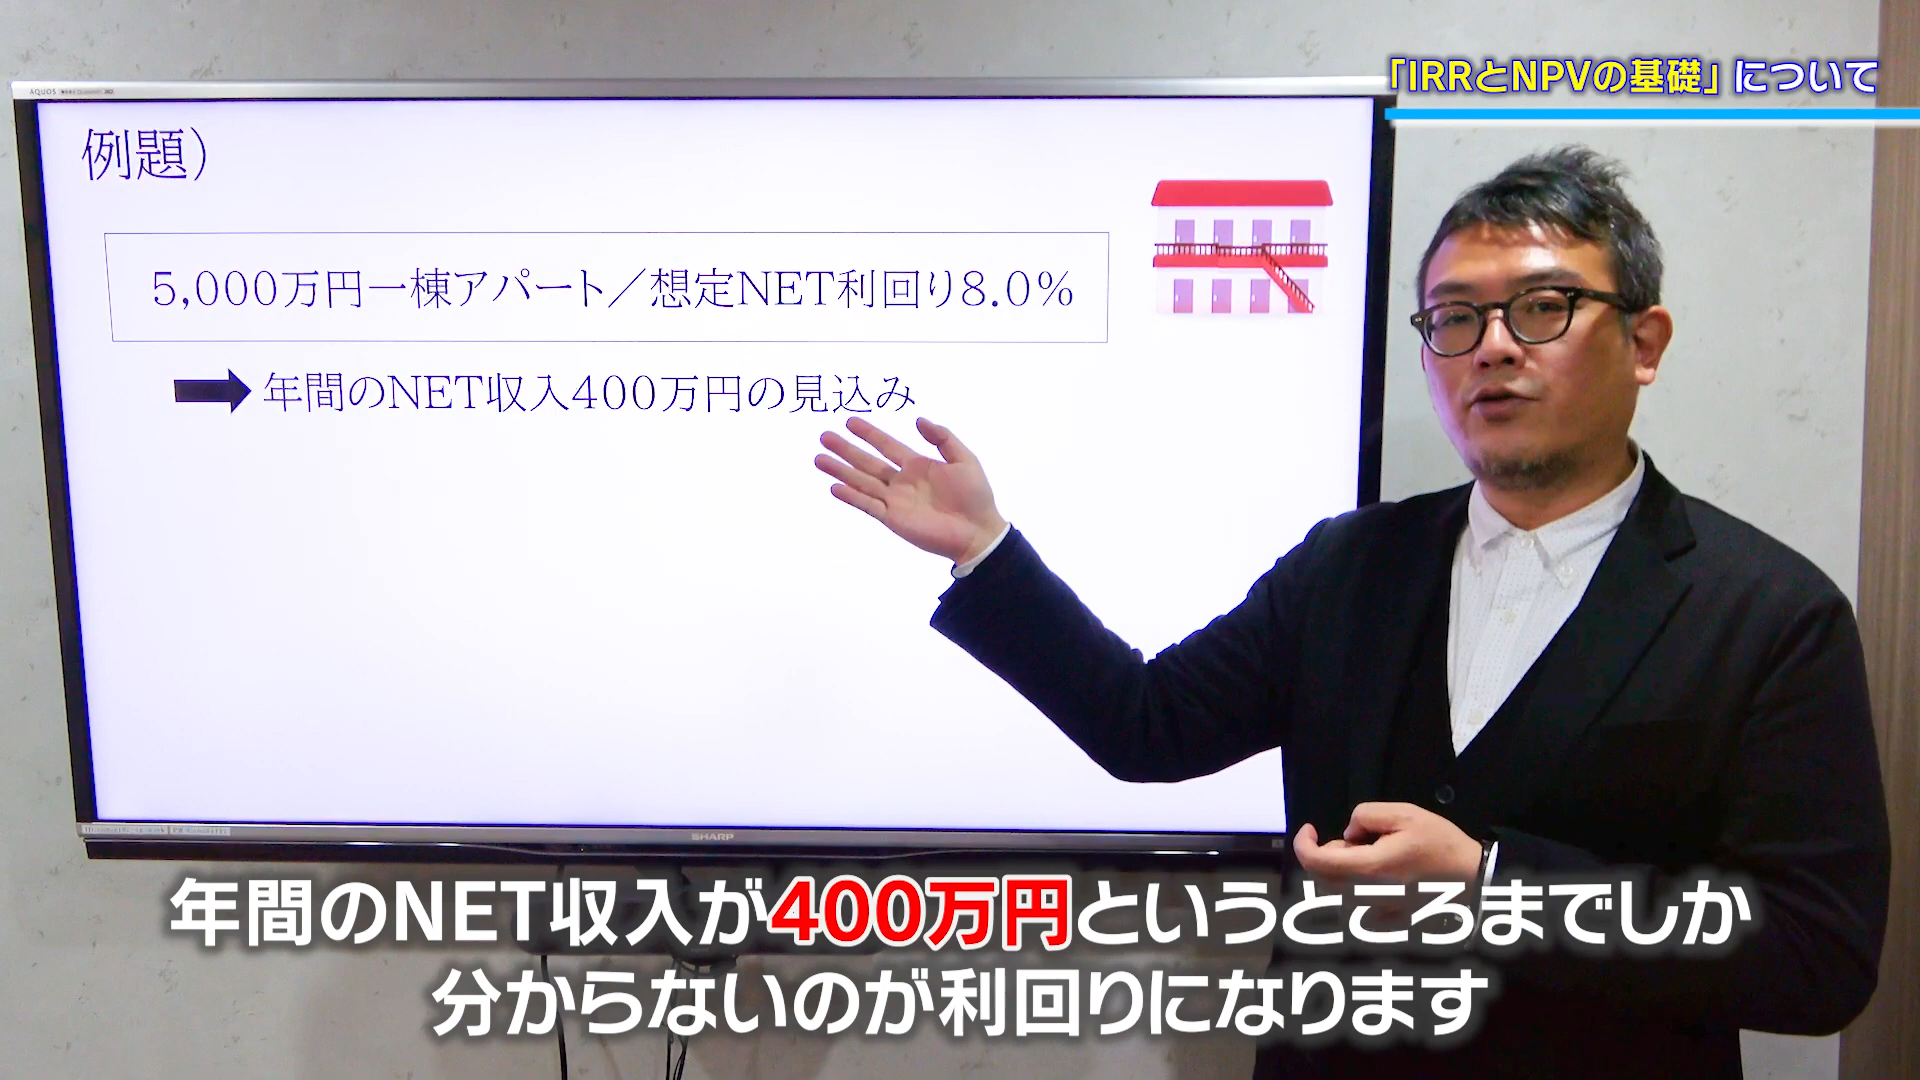 「IRRとNPVの基礎」について
AQUOS
例題）
5,000万円一棟アパート／想定NET利回り8.0%
➡年間のNET収入400万円の見込み
SHARP
年間のNET収入が400万円というところまでしか
分からないのが利回りになります